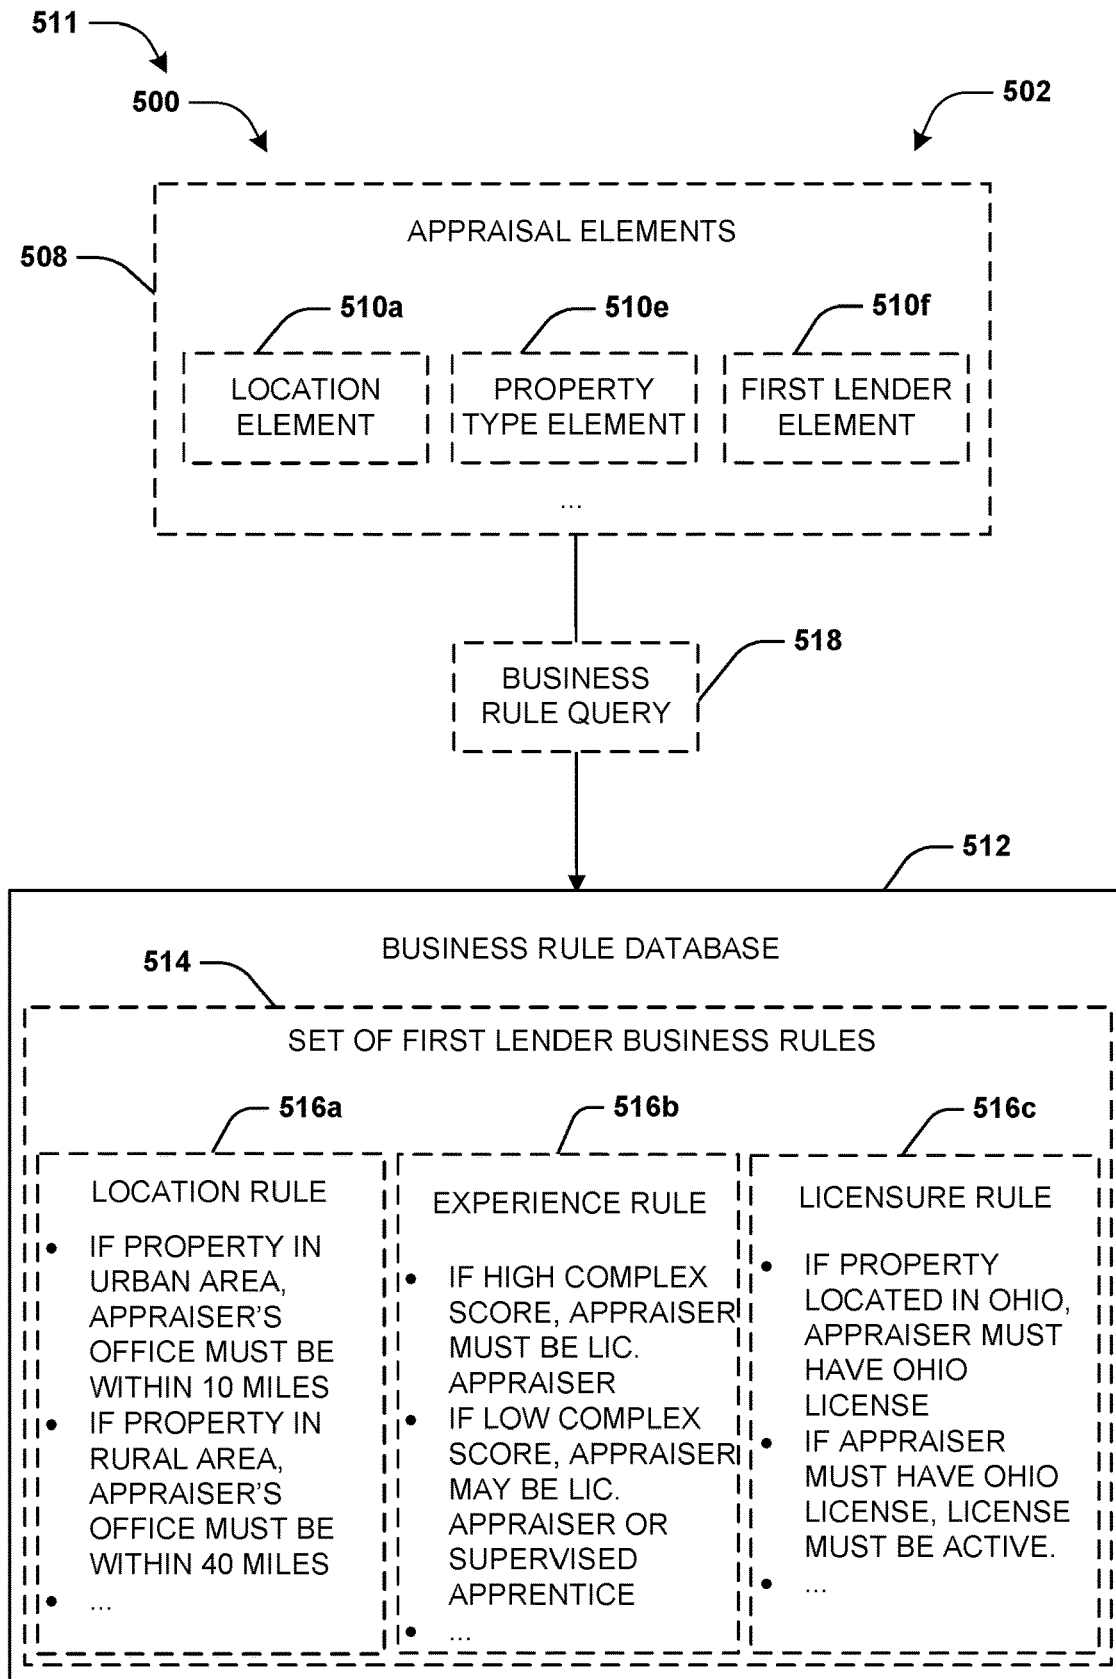 511
500
502
APPRAISAL ELEMENTS
508
510a
510e
510f
LOCATION
ELEMENT
PROPERTY
TYPE ELEMENT
FIRST LENDER
ELEMENT
...
518
BUSINESS
RULE QUERY
512
BUSINESS RULE DATABASE
514
SET OF FIRST LENDER BUSINESS RULES
516a
516b
516c
LOCATION RULE
• IF PROPERTY IN
URBAN AREA,
APPRAISER'S
OFFICE MUST BE
WITHIN 10 MILES
• IF PROPERTY IN
RURAL AREA,
APPRAISER'S
OFFICE MUST BE
WITHIN 40 MILES
• ...
EXPERIENCE RULE
• IF HIGH COMPLEX
SCORE, APPRAISER
MUST BE LIC.
APPRAISER
• IF LOW COMPLEX
SCORE, APPRAISER
MAY BE LIC.
APPRAISER OR
SUPERVISED
APPRENTICE
• ...
LICENSURE RULE
• IF PROPERTY
LOCATED IN OHIO,
APPRAISER MUST
HAVE OHIO
LICENSE
• IF APPRAISER
MUST HAVE OHIO
LICENSE, LICENSE
MUST BE ACTIVE.
• ...